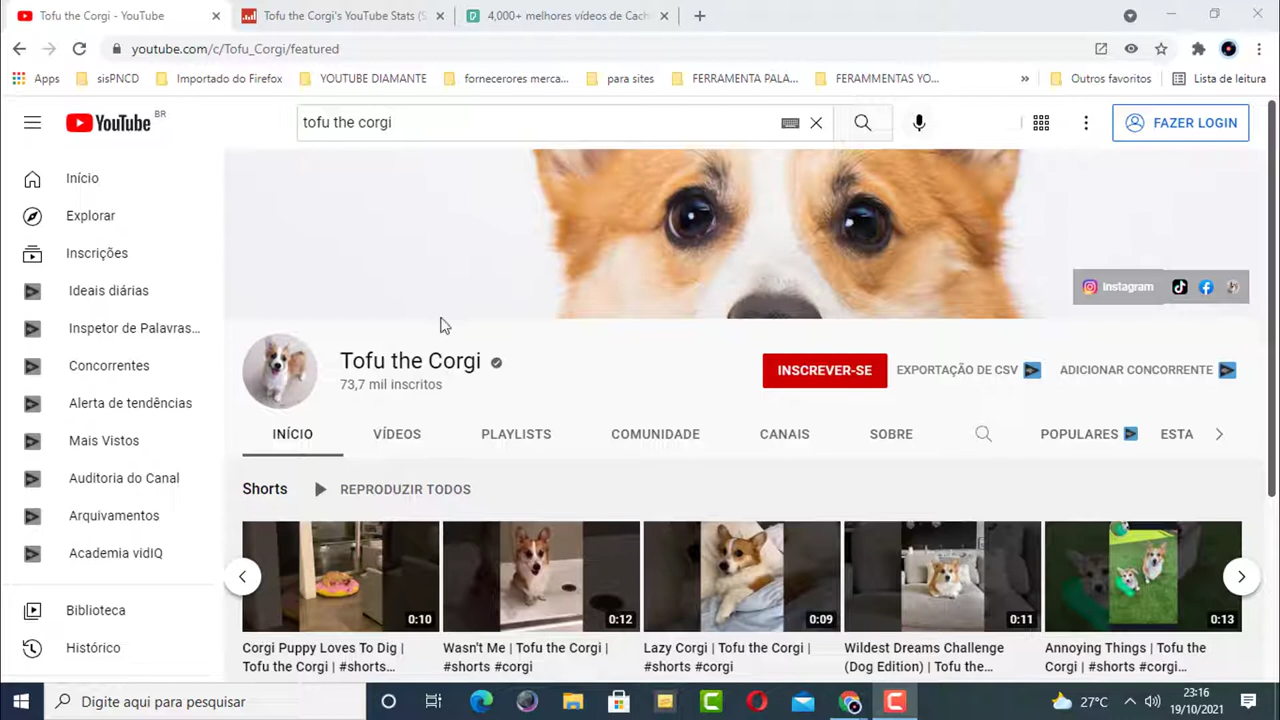 Tofu the Corgi - YouTube
Tofu the Corgi's YouTube Stats (S
4,000+ melhores vídeos de Cach
youtube.com/c/Tofu_Corgi/featured
Apps
sisPNCD
Importado do Firefox
YOUTUBE DIAMANTE
fornecerores merca...
para sites
FERRAMENTA PALA...
FERAMMENTAS YO...
»
Outros favoritos
Lista de leitura
YouTube BR
tofu the corgi
FAZER LOGIN
Início
Explorar
Inscrições
Ideais diárias
Inspetor de Palavras...
Concorrentes
Alerta de tendências
Mais Vistos
Auditoria do Canal
Arquivamentos
Academia vidIQ
Biblioteca
Histórico
Instagram
Tofu the Corgi
73,7 mil inscritos
INSCREVER-SE
EXPORTAÇÃO DE CSV
ADICIONAR CONCORRENTE
INÍCIO
VÍDEOS
PLAYLISTS
COMUNIDADE
CANAIS
SOBRE
POPULARES
ESTA
Shorts
REPRODUZIR TODOS
0:10
0:12
0:09
0:11
0:13
Corgi Puppy Loves To Dig |
Tofu the Corgi | #shorts...
Wasn't Me | Tofu the Corgi |
#shorts #corgi
Lazy Corgi | Tofu the Corgi |
#shorts #corgi
Wildest Dreams Challenge
(Dog Edition) | Tofu the...
Annoying Things | Tofu the
Corgi | #shorts #corgi...
Digite aqui para pesquisar
27°C
23:16
19/10/2021